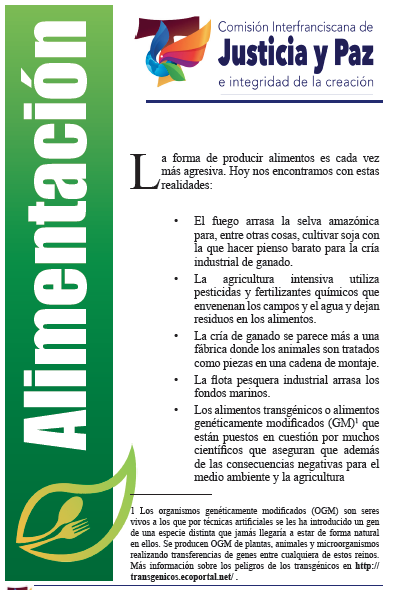 Alimentación
Comisión Interfranciscana de
Justicia y Paz
e integridad de la creación
La forma de producir alimentos es cada vez
más agresiva. Hoy nos encontramos con estas
realidades:
• El fuego arrasa la selva amazónica
para, entre otras cosas, cultivar soja con
la que hacer pienso barato para la cría
industrial de ganado.
• La agricultura intensiva utiliza
pesticidas y fertilizantes químicos que
envenenan los campos y el agua y dejan
residuos en los alimentos.
• La cría de ganado se parece más a una
fábrica donde los animales son tratados
como piezas en una cadena de montaje.
• La flota pesquera industrial arrasa los
fondos marinos.
• Los alimentos transgénicos o alimentos
genéticamente modificados (GM)¹ que
están puestos en cuestión por muchos
científicos que aseguran que además
de las consecuencias negativas para el
medio ambiente y la agricultura
1 Los organismos genéticamente modificados (OGM) son seres
vivos a los que por técnicas artificiales se les ha introducido un gen
de una especie distinta que jamás llegaría a estar de forma natural
en ellos. Se producen OGM de plantas, animales y microorganismos
realizando transferencias de genes entre cualquiera de estos reinos.
Más información sobre los peligros de los transgénicos en http://
transgenicos.ecoportal.net/ .